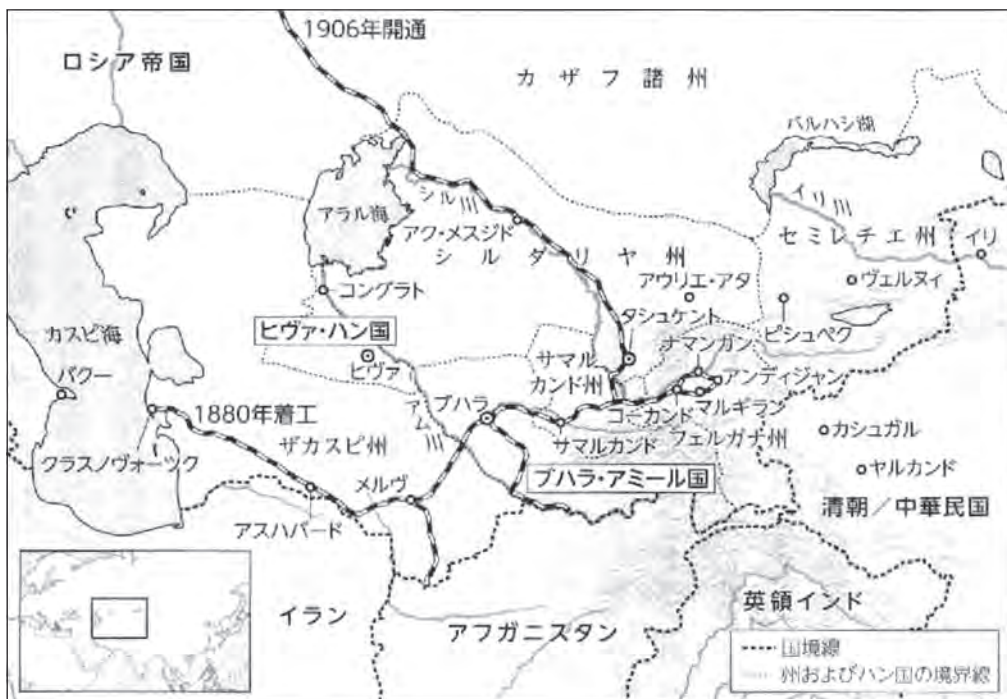 1906年開通
ロシア帝国
カザフ諸州
バルハシ湖
イリ川
アラル海
シル川
アク・メスジド
シルダリヤ州
セミレチエ州
イリ
ヴェルヌイ
アウリエ・アタ
コングラト
タシュケント
ピシュペク
カスピ海
ヒヴァ・ハン国
ナマンガン
サマルカンド州
アンディジャン
バクー
ヒヴァ
ブハラ
アム川
コーカンド
マルギラン
1880年着工
カシュガル
ザカスピ州
サマルカンド
フェルガナ州
クラスノヴォーツク
ヤルカンド
メルヴ
ブハラ・アミール国
清朝／中華民国
アスハバード
イラン
アフガニスタン
英領インド
国境線
州およびハン国の境界線